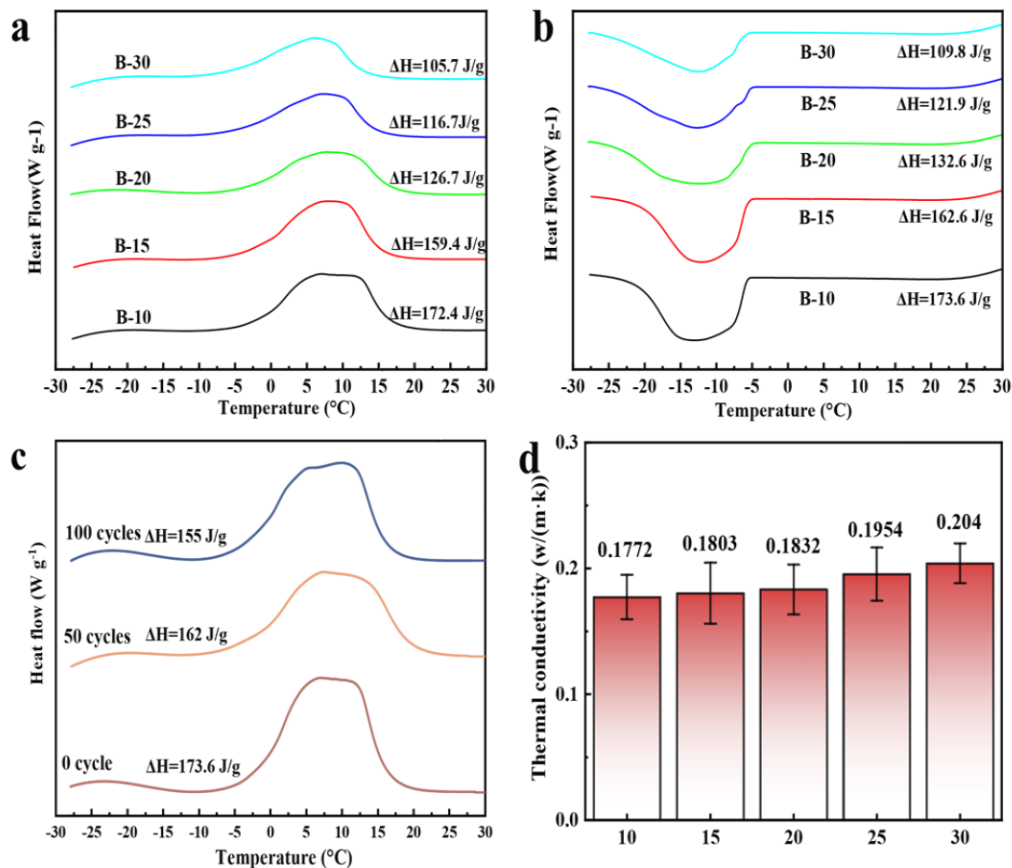 a
B-30
ΔH=105.7 J/g
B-25
ΔH=116.7J/g
B-20
ΔH=126.7 J/g
B-15
ΔH=159.4 J/g
B-10
ΔH=172.4 J/g
Heat Flow(W g-1)
-30 -25 -20 -15 -10 -5 0 5 10 15 20 25 30
Temperature (°C)
b
B-30
ΔH=109.8 J/g
B-25
ΔH=121.9 J/g
B-20
ΔH=132.6 J/g
B-15
ΔH=162.6 J/g
B-10
ΔH=173.6 J/g
Heat Flow(W g-1)
-30 -25 -20 -15 -10 -5 0 5 10 15 20 25 30
Temperature (°C)
c
100 cycles ΔH=155 J/g
50 cycles ΔH=162 J/g
0 cycle ΔH=173.6 J/g
Heat flow (W g⁻¹)
-30 -25 -20 -15 -10 -5 0 5 10 15 20 25 30
Temperature (°C)
d
Thermal conductivity (w/(m·k))
0.3
0.2
0.1
0.0
0.1772 0.1803 0.1832 0.1954 0.204
10 15 20 25 30